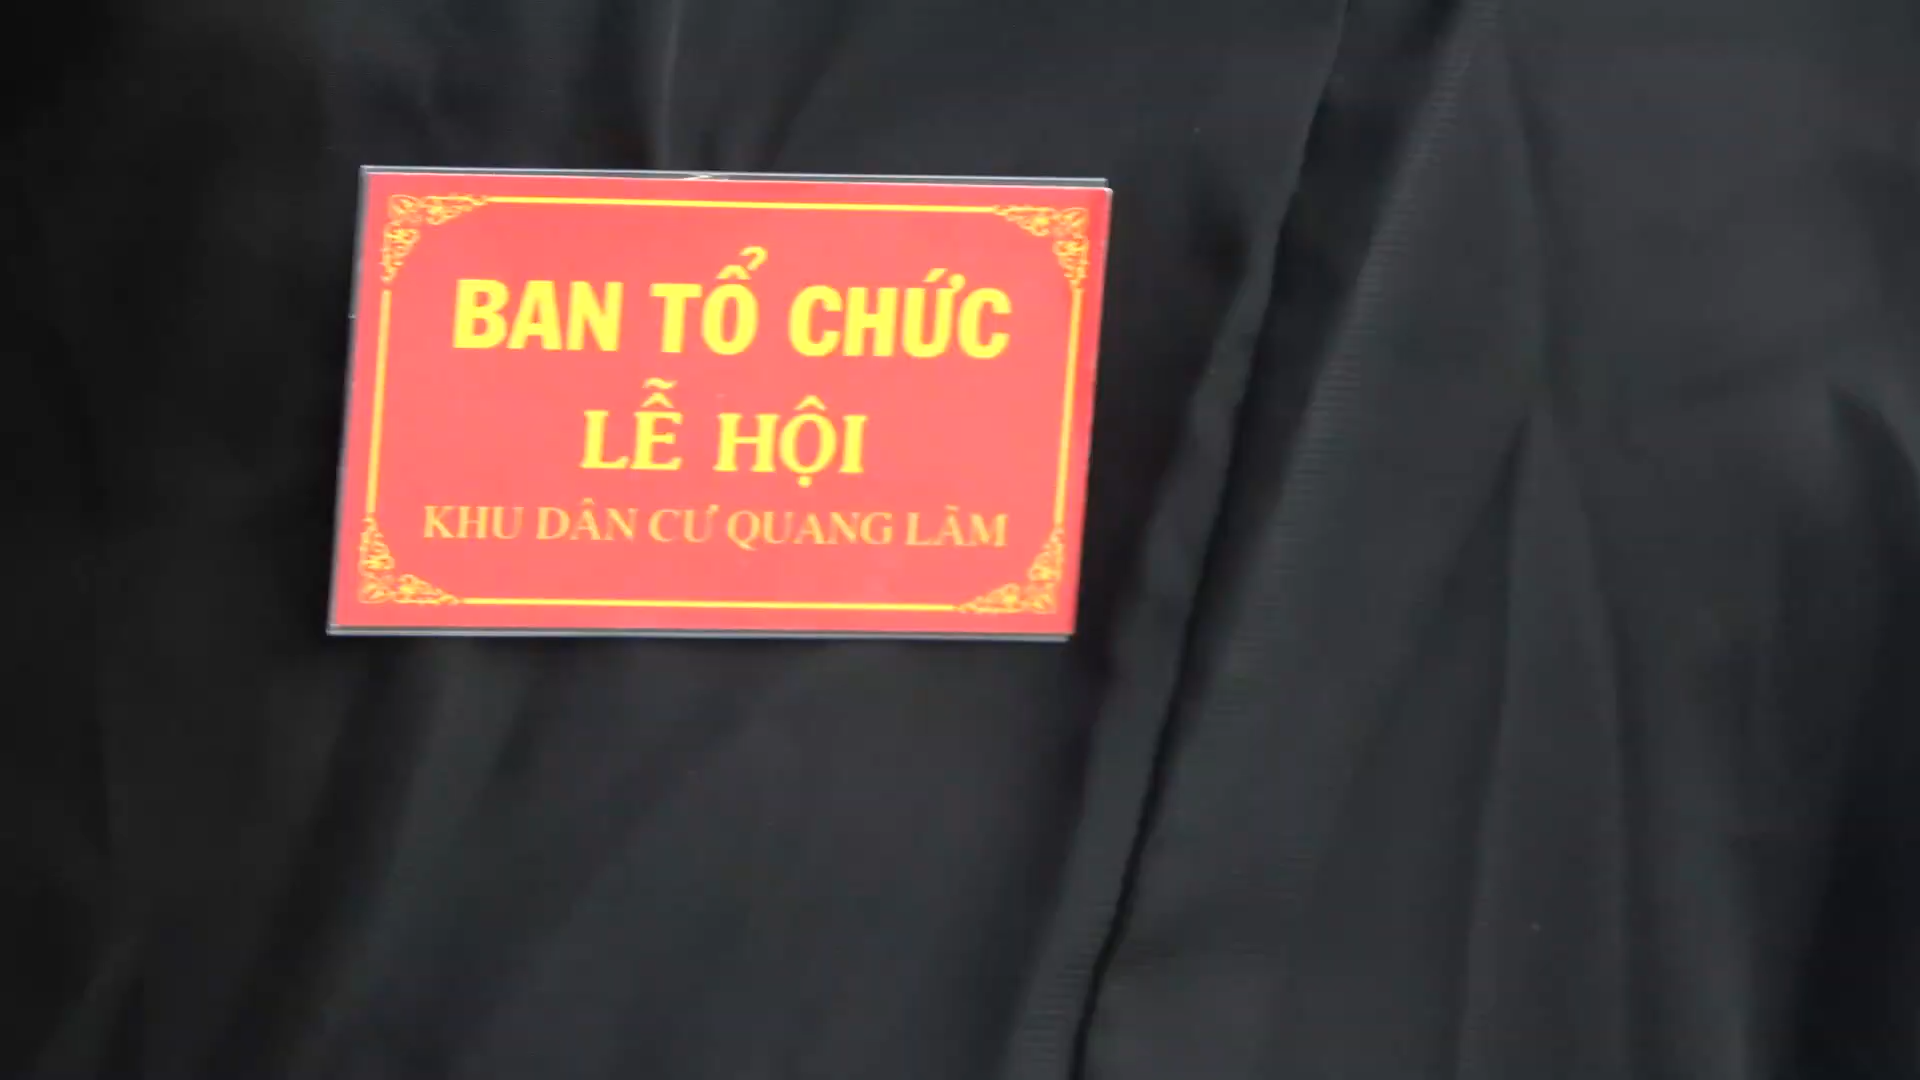 BAN TỔ CHỨC
LỄ HỘI
KHU DÂN CƯ QUANG LÃM